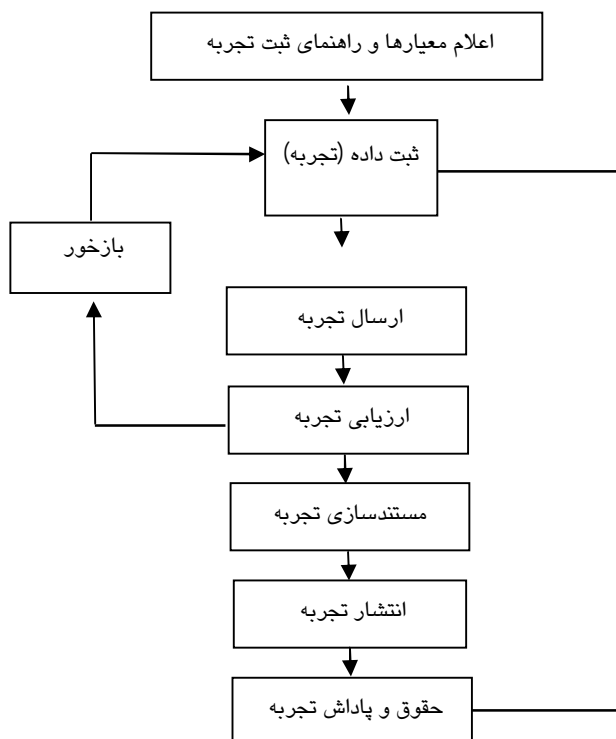 اعلام معیارها و راهنمای ثبت تجربه
ثبت داده (تجربه)
بازخور
ارسال تجربه
ارزیابی تجربه
مستندسازی تجربه
انتشار تجربه
حقوق و پاداش تجربه